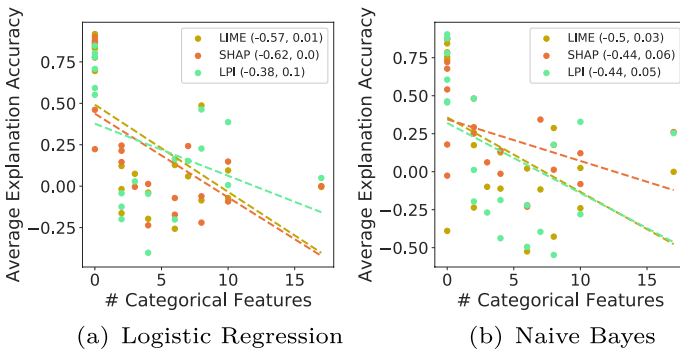 LIME (-0.57, 0.01)
SHAP (-0.62, 0.0)
LPI (-0.38, 0.1)
Average Explanation Accuracy
0.75
0.50
0.25
0.00
−0.25
0
5
10
15
# Categorical Features
(a) Logistic Regression
LIME (-0.5, 0.03)
SHAP (-0.44, 0.06)
LPI (-0.44, 0.05)
Average Explanation Accuracy
0.75
0.50
0.25
0.00
−0.25
−0.50
0
5
10
15
# Categorical Features
(b) Naive Bayes